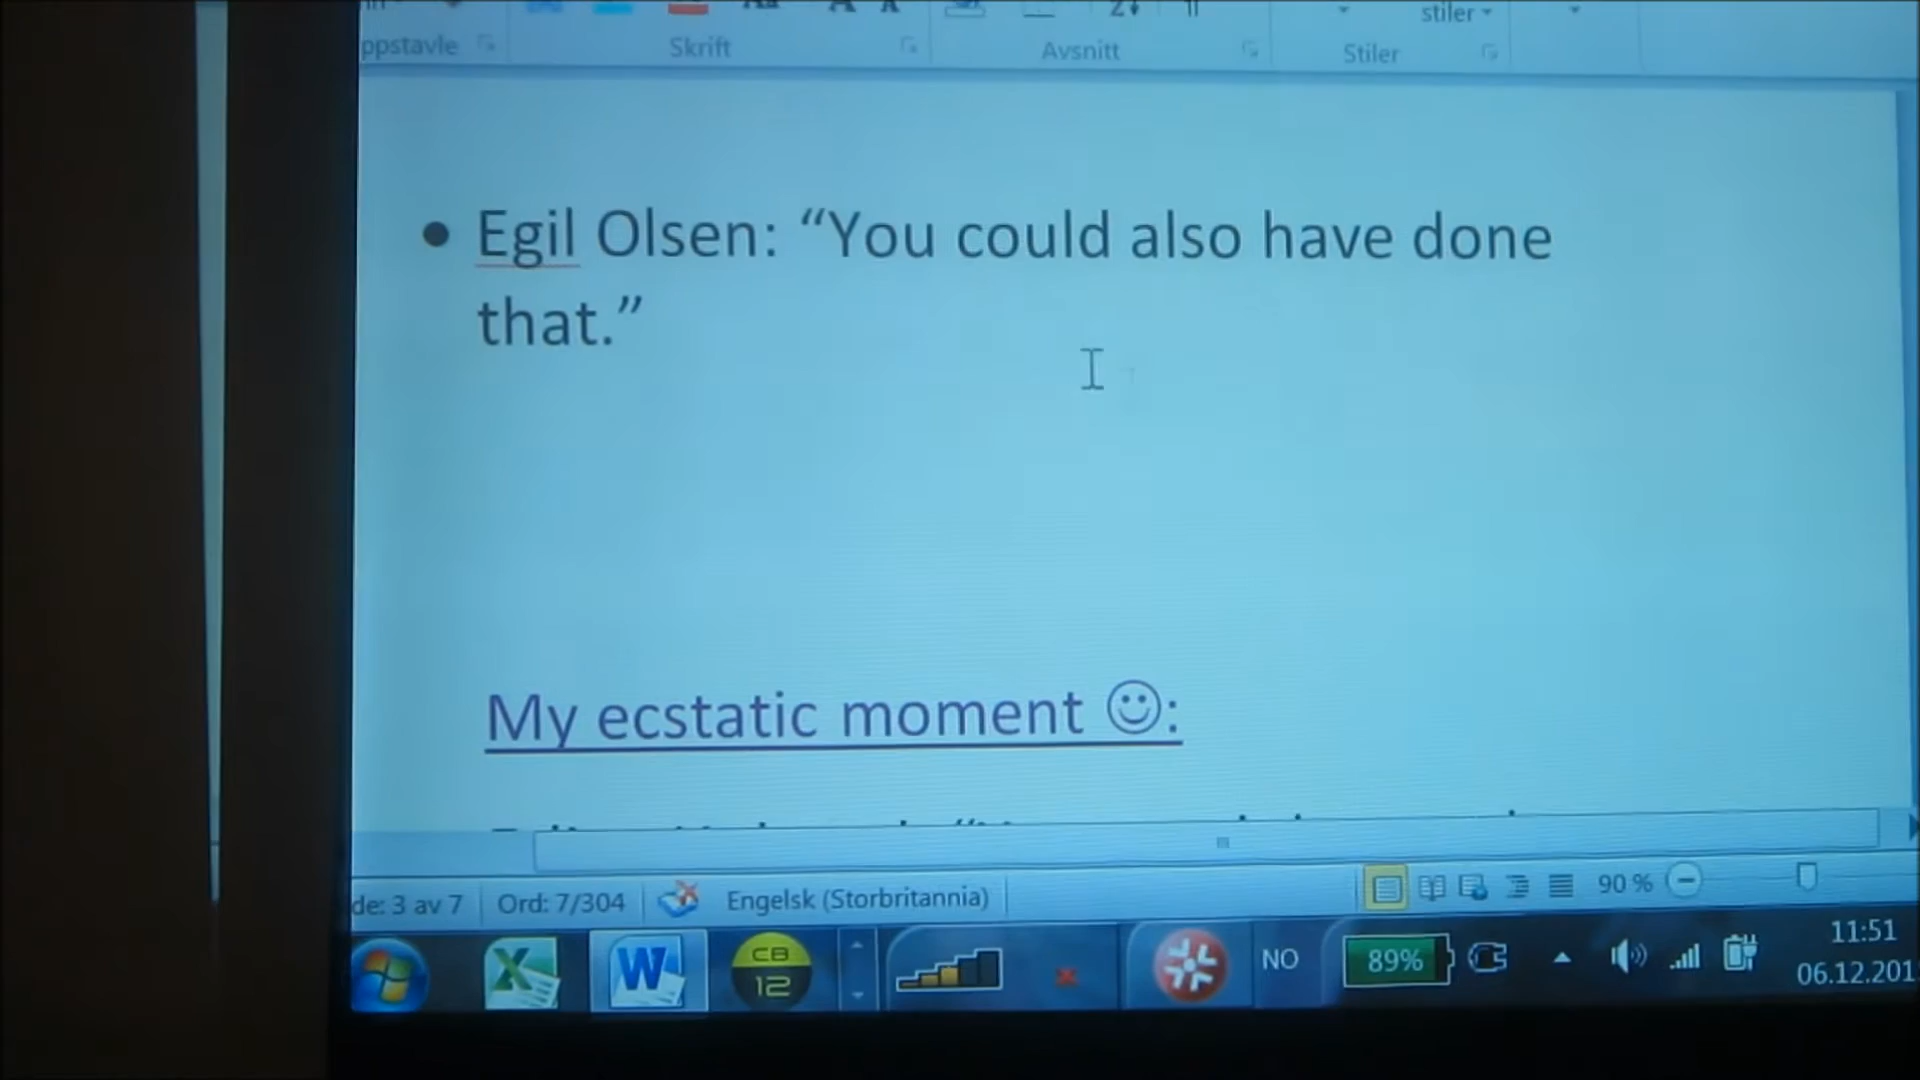 stiler
ppstavle Skrift Avsnitt Stiler
• Egil Olsen: “You could also have done
that.”
My ecstatic moment ☺:
de: 3 av 7 Ord: 7/304 Engelsk (Storbritannia) 90 %
CB
12
NO 89% 11:51
06.12.201